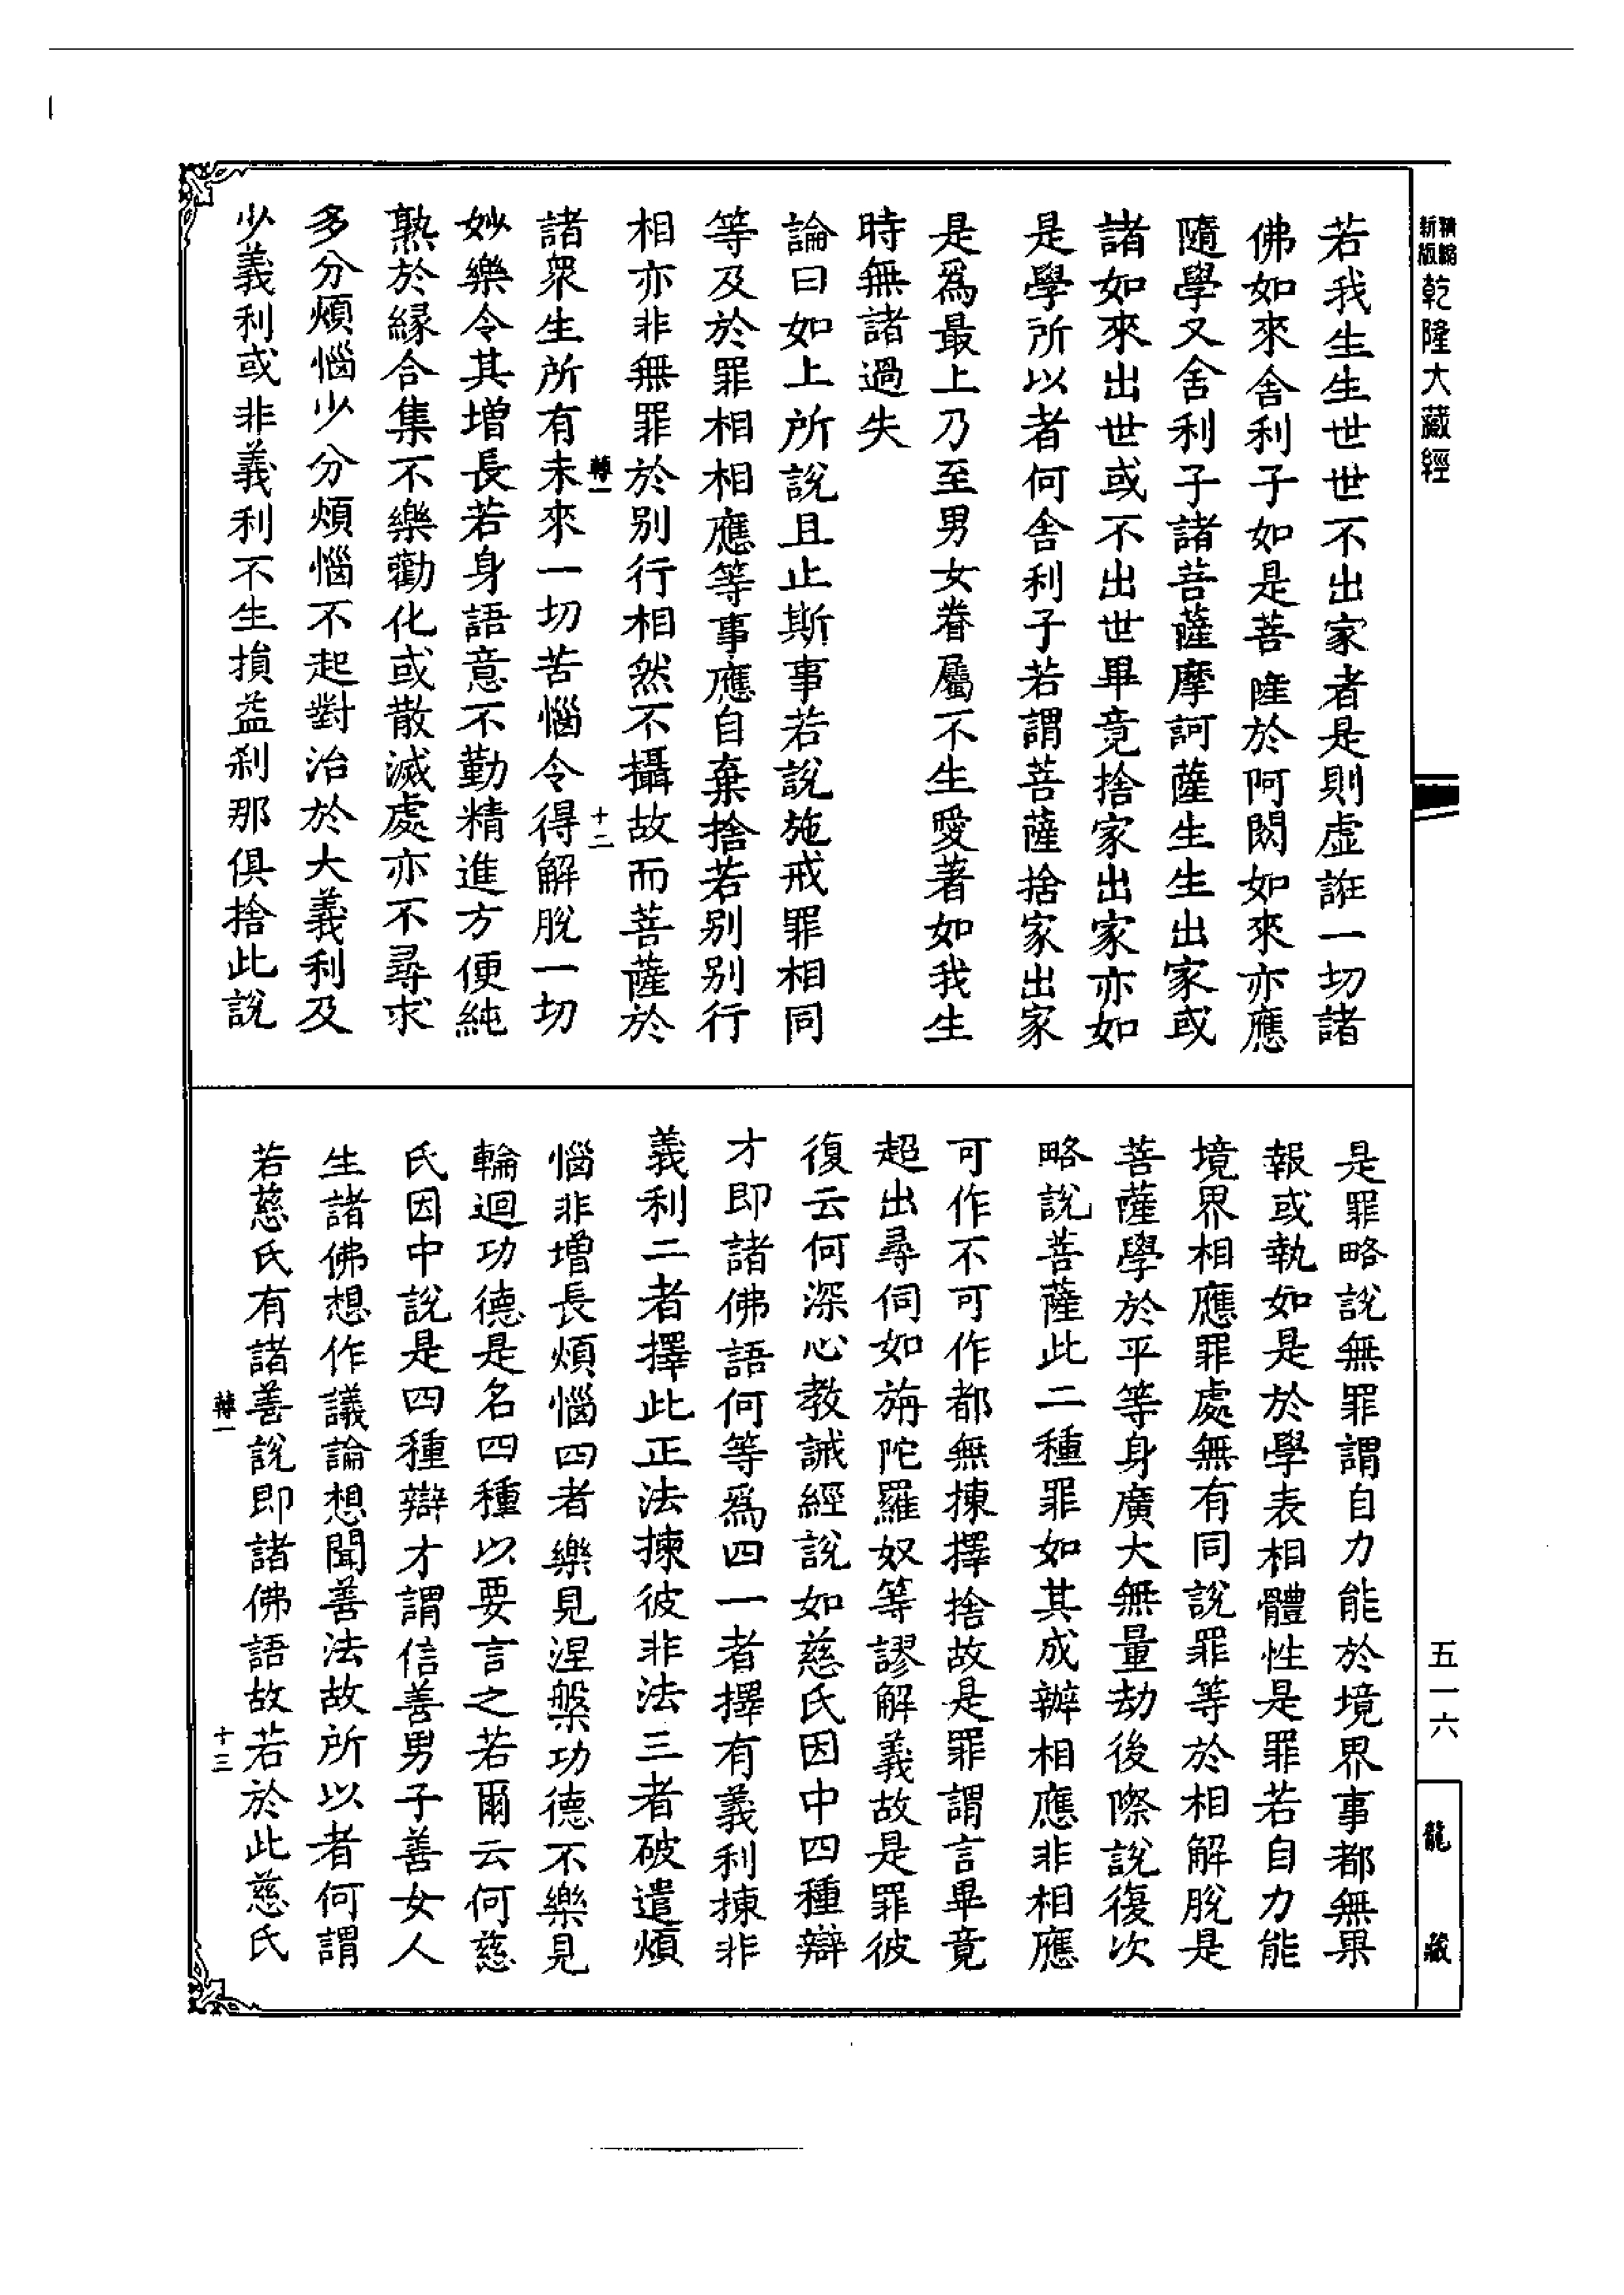 精縮
新版
乾隆大藏經
若我生生世世不出家者是則虛誑一切諸
佛如來舍利子如是菩薩於阿閦如來亦應
隨學又舍利子諸菩薩摩訶薩生生出家或
諸如來出世或不出世畢竟捨家出家亦如
是學所以者何舍利子若謂菩薩捨家出家
是爲最上乃至男女眷屬不生愛著如我生
時無諸過失
論曰如上所說且止斯事若說施戒罪相同
等及於罪相相應等事應自棄捨若别别行
相亦非無罪於别行相然不攝故而菩薩於
轉一
十二
諸衆生所有未來一切苦惱令得解脫一切
妙樂令其增長若身語意不勤精進方便純
熟於緣合集不樂勸化或散滅處亦不尋求
多分煩惱少分煩惱不起對治於大義利及
少義利或非義利不生損益刹那俱捨此說
是罪略說無罪謂自力能於境界事都無果
報或執如是於學表相體性是罪若自力能
境界相應罪處無有同說罪等於相解脫是
菩薩學於平等身廣大無量劫後際說復次
略說菩薩此二種罪如其成辦相應非相應
可作不可作都無揀擇捨故是罪謂言畢竟
超出尋伺如旃陀羅奴等謬解義故是罪彼
復云何深心教誡經說如慈氏因中四種辯
才即諸佛語何等爲四一者擇有義利揀非
義利二者擇此正法揀彼非法三者破遣煩
惱非增長煩惱四者樂見涅槃功德不樂見
輪迴功德是名四種以要言之若爾云何慈
氏因中說是四種辯才謂信善男子善女人
生諸佛想作議論想聞善法故所以者何謂
若慈氏有諸善說即諸佛語故若於此慈氏
轉一
十三
五一六
龍藏